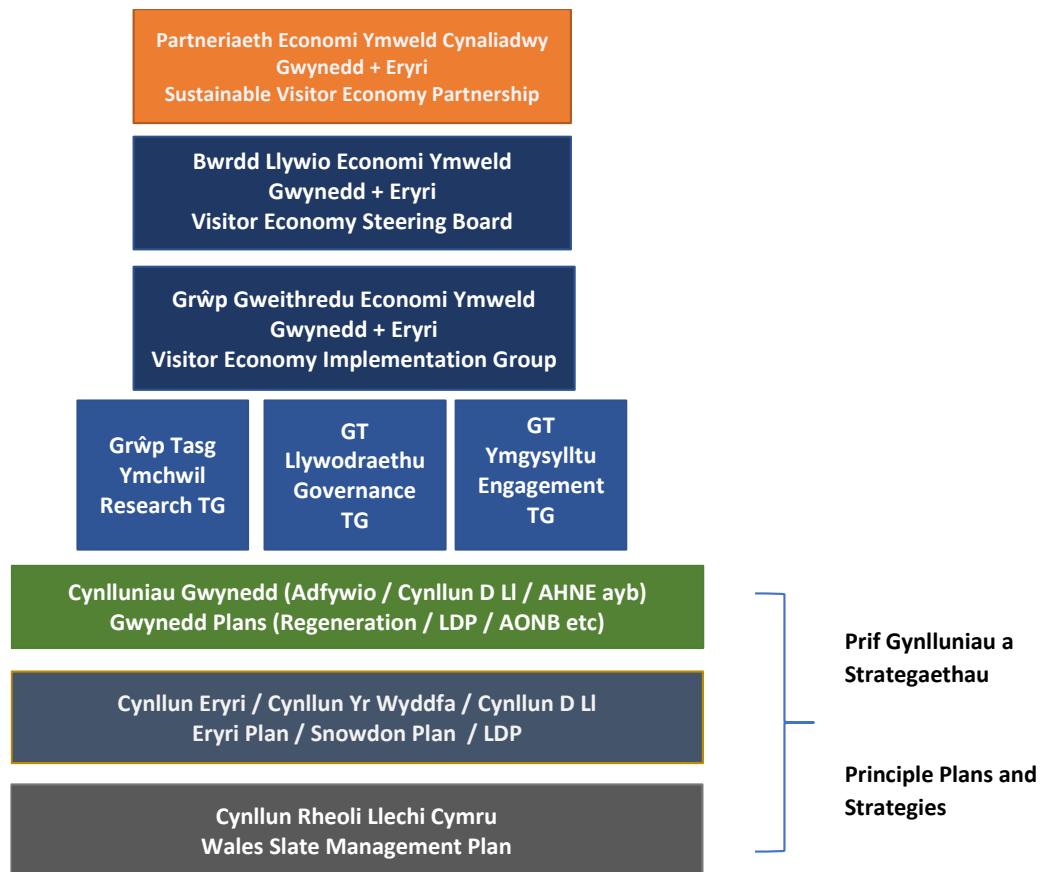 Partneriaeth Economi Ymweld Cynaliadwy
Gwynedd + Eryri
Sustainable Visitor Economy Partnership
Bwrdd Llywio Economi Ymweld
Gwynedd + Eryri
Visitor Economy Steering Board
Grŵp Gweithredu Economi Ymweld
Gwynedd + Eryri
Visitor Economy Implementation Group
Grŵp Tasg
Ymchwil
Research TG
GT
Llywodraethu
Governance
TG
GT
Ymgysylltu
Engagement
TG
Cynlluniau Gwynedd (Adfywio / Cynllun D Ll / AHNE ayb)
Gwynedd Plans (Regeneration / LDP / AONB etc)
Cynllun Eryri / Cynllun Yr Wyddfa / Cynllun D Ll
Eryri Plan / Snowdon Plan / LDP
Cynllun Rheoli Llechi Cymru
Wales Slate Management Plan
Prif Gynlluniau a
Strategaethau
Principle Plans and
Strategies